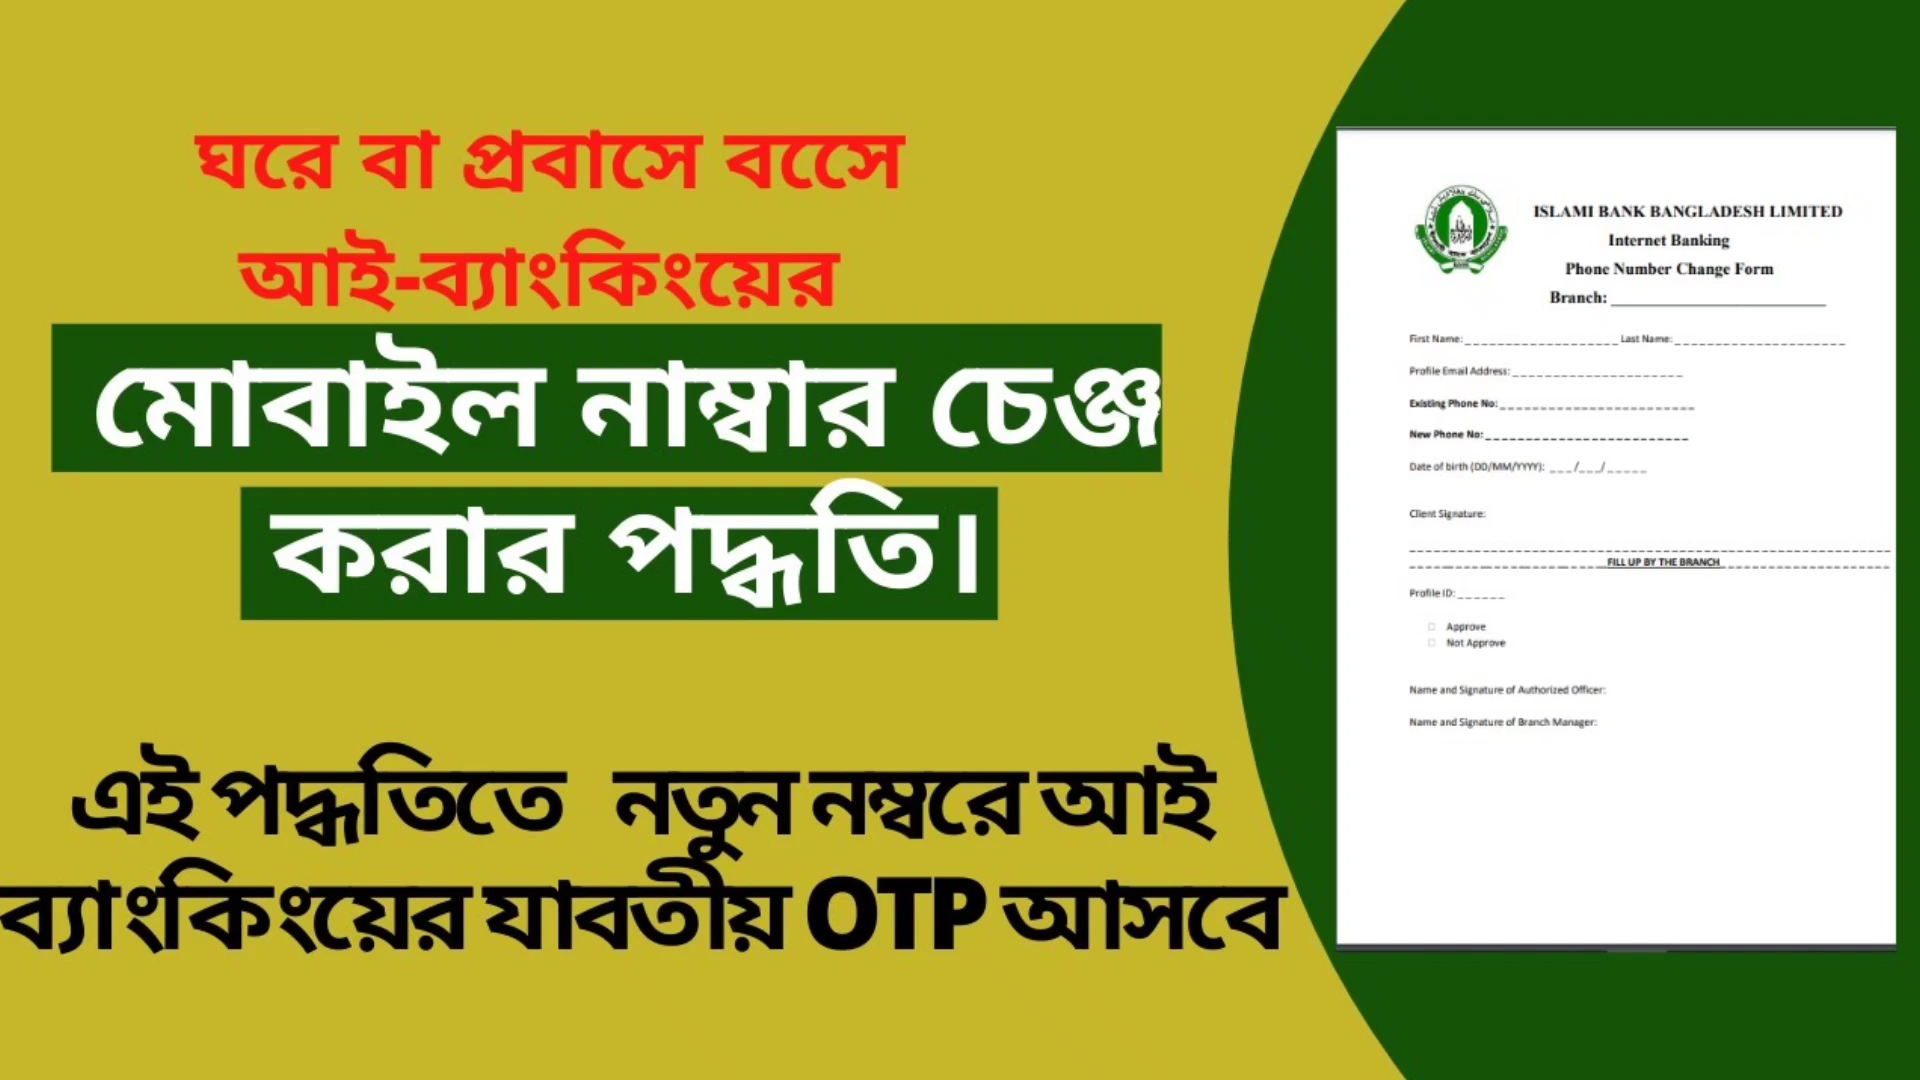 ঘরে বা প্রবাসে বসেে
আই-ব্যাংকিংয়ের
মোবাইল নাম্বার চেঞ্জ
করার পদ্ধতি।
এই পদ্ধতিতে নতুন নম্বরে আই
ব্যাংকিংয়ের যাবতীয় OTP আসবে
ISLAMI BANK BANGLADESH LIMITED
Internet Banking
Phone Number Change Form
Branch:
First Name: Last Name:
Profile Email Address:
Existing Phone No:
New Phone No:
Date of birth (DD/MM/YYYY): / /
Client Signature:
FILL UP BY THE BRANCH
Profile ID:
Approve
Not Approve
Name and Signature of Authorized Officer:
Name and Signature of Branch Manager: